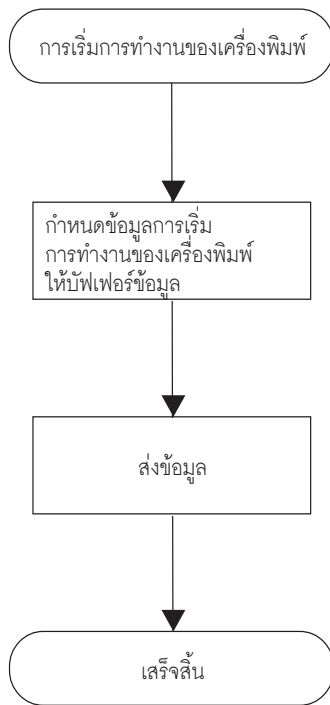 การเริ่มการทำงานของเครื่องพิมพ์
กำหนดข้อมูลการเริ่ม
การทำงานของเครื่องพิมพ์
ให้บัฟเฟอร์ข้อมูล
ส่งข้อมูล
เสร็จสิ้น